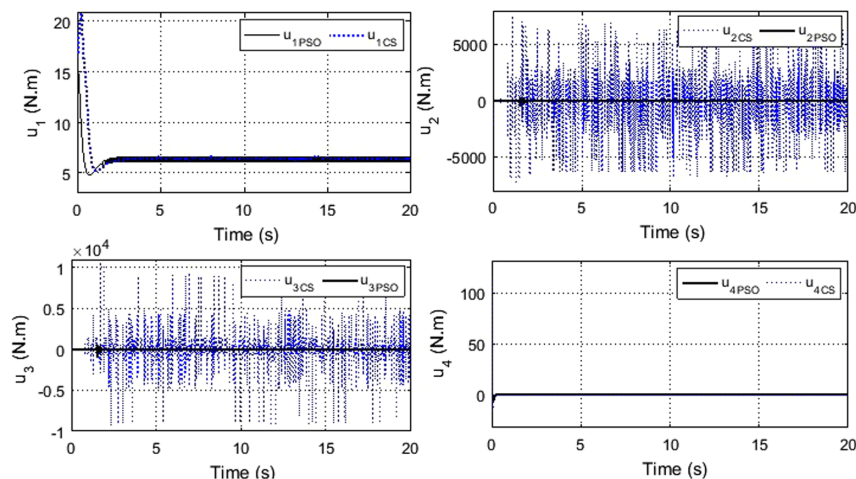 u1PSO u1CS
20
15
10
5
u1 (N.m)
0 5 10 15 20
Time (s)
u2CS u2PSO
5000
0
-5000
u2 (N.m)
0 5 10 15 20
Time (s)
×10^4
u3CS u3PSO
1
0.5
0
-0.5
-1
u3 (N.m)
0 5 10 15 20
Time (s)
u4PSO u4CS
100
50
0
u4 (N.m)
0 5 10 15 20
Time (s)